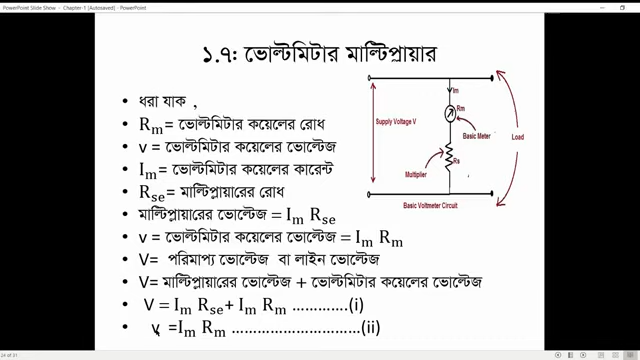 PowerPoint Slide Show - Chapter-1 [Autosaved] - PowerPoint
১.৭: ভোল্টমিটার মাল্টিপ্লায়ার
• ধরা যাক ,
• Rm= ভোল্টমিটার কয়েলের রোধ
• v= ভোল্টমিটার কয়েলের ভোল্টেজ
• Im= ভোল্টমিটার কয়েলের কারেন্ট
• Rse= মাল্টিপ্লায়ারের রোধ
• মাল্টিপ্লায়ারের ভোল্টেজ = Im Rse
• v= ভোল্টমিটার কয়েলের ভোল্টেজ = Im Rm
• V= পরিমাপ্য ভোল্টেজ বা লাইন ভোল্টেজ
• V= মাল্টিপ্লায়ারের ভোল্টেজ + ভোল্টমিটার কয়েলের ভোল্টেজ
• V = Im Rse+ Im Rm .............(i)
• v =Im Rm ..............................(ii)
Im
Rm
Supply Voltage V
Basic Meter
Load
Rs
Multiplier
Basic Voltmeter Circuit
24 of 31